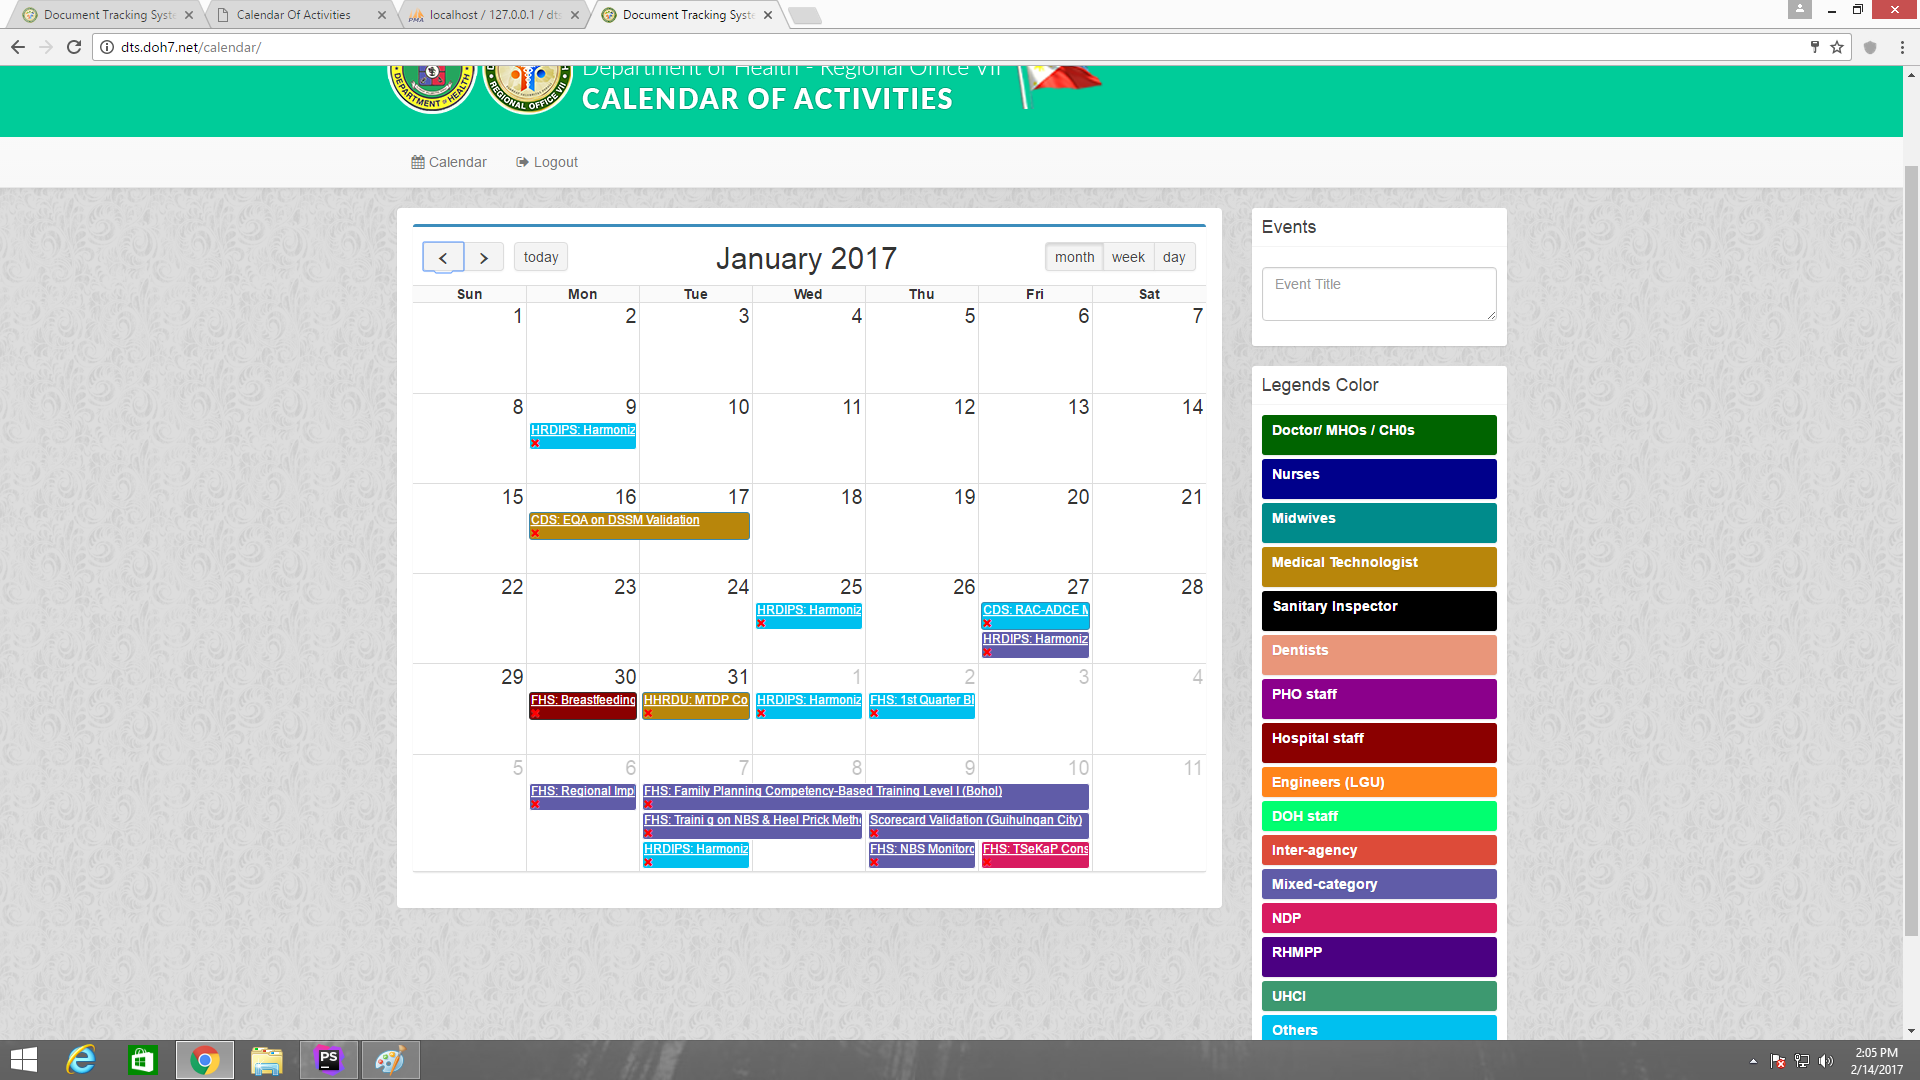 Document Tracking Syste
Calendar Of Activities
localhost / 127.0.0.1 / dts
Document Tracking Syste
dts.doh7.net/calendar/
DEPARTMENT of HEALTH
REGIONAL OFFICE VII
Department of Health - Regional Office VII
CALENDAR OF ACTIVITIES
Calendar
Logout
today
January 2017
month week day
Sun Mon Tue Wed Thu Fri Sat
1 2 3 4 5 6 7
8 9 10 11 12 13 14
HRDIPS: Harmoniz
15 16 17 18 19 20 21
CDS: EQA on DSSM Validation
22 23 24 25 26 27 28
HRDIPS: Harmoniz
CDS: RAC-ADCE M
HRDIPS: Harmoniz
29 30 31 1 2 3 4
FHS: Breastfeeding
HHRDU: MTDP Co
HRDIPS: Harmoniz
FHS: 1st Quarter Bl
5 6 7 8 9 10 11
FHS: Regional Imp
FHS: Family Planning Competency-Based Training Level I (Bohol)
FHS: Traini g on NBS & Heel Prick Meth
Scorecard Validation (Guihulngan City)
HRDIPS: Harmoniz
FHS: NBS Monitorc
FHS: TSeKaP Cons
Events
Event Title
Legends Color
Doctor/ MHOs / CH0s
Nurses
Midwives
Medical Technologist
Sanitary Inspector
Dentists
PHO staff
Hospital staff
Engineers (LGU)
DOH staff
Inter-agency
Mixed-category
NDP
RHMPP
UHCI
Others
PS
2:05 PM
2/14/2017